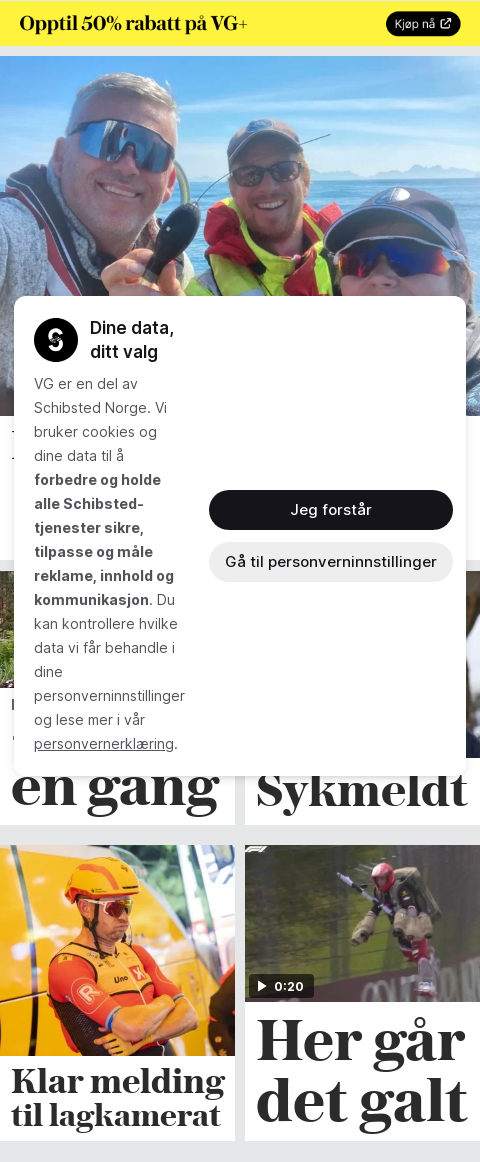 Opptil 50% rabatt på VG+
Kjøp nå
Dine data,
ditt valg
VG er en del av
Schibsted Norge. Vi
bruker cookies og
dine data til å
forbedre og holde
alle Schibsted-
tjenester sikre,
tilpasse og måle
reklame, innhold og
kommunikasjon. Du
kan kontrollere hvilke
data vi får behandle i
dine
personverninnstillinger
og lese mer i vår
personvernerklæring.
Jeg forstår
Gå til personverninnstillinger
en gang
Sykmeldt
Uno
Klar melding
til lagkamerat
0:20
Her går
det galt